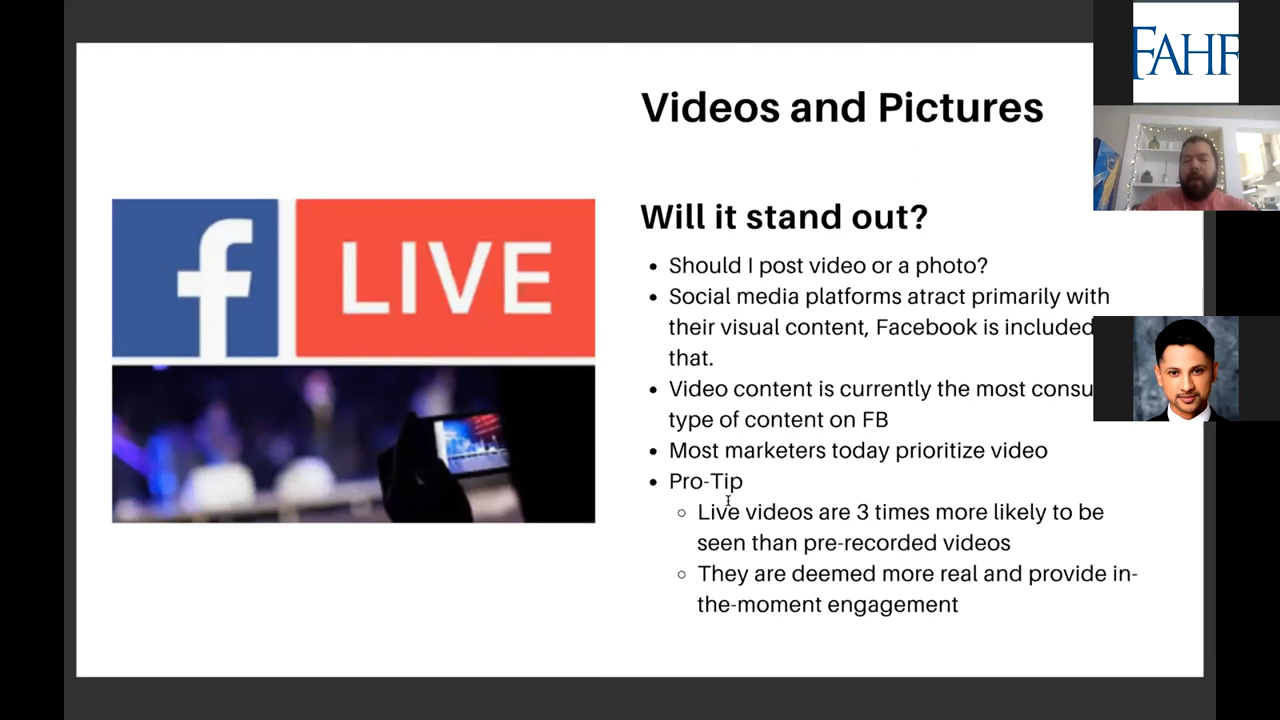 Videos and Pictures
FAHF
f LIVE
Will it stand out?
• Should I post video or a photo?
• Social media platforms atract primarily with
their visual content, Facebook is included
that.
• Video content is currently the most
type of content on FB
• Most marketers today prioritize video
• Pro-Tip
○ Live videos are 3 times more likely to be
seen than pre-recorded videos
○ They are deemed more real and provide in-
the-moment engagement